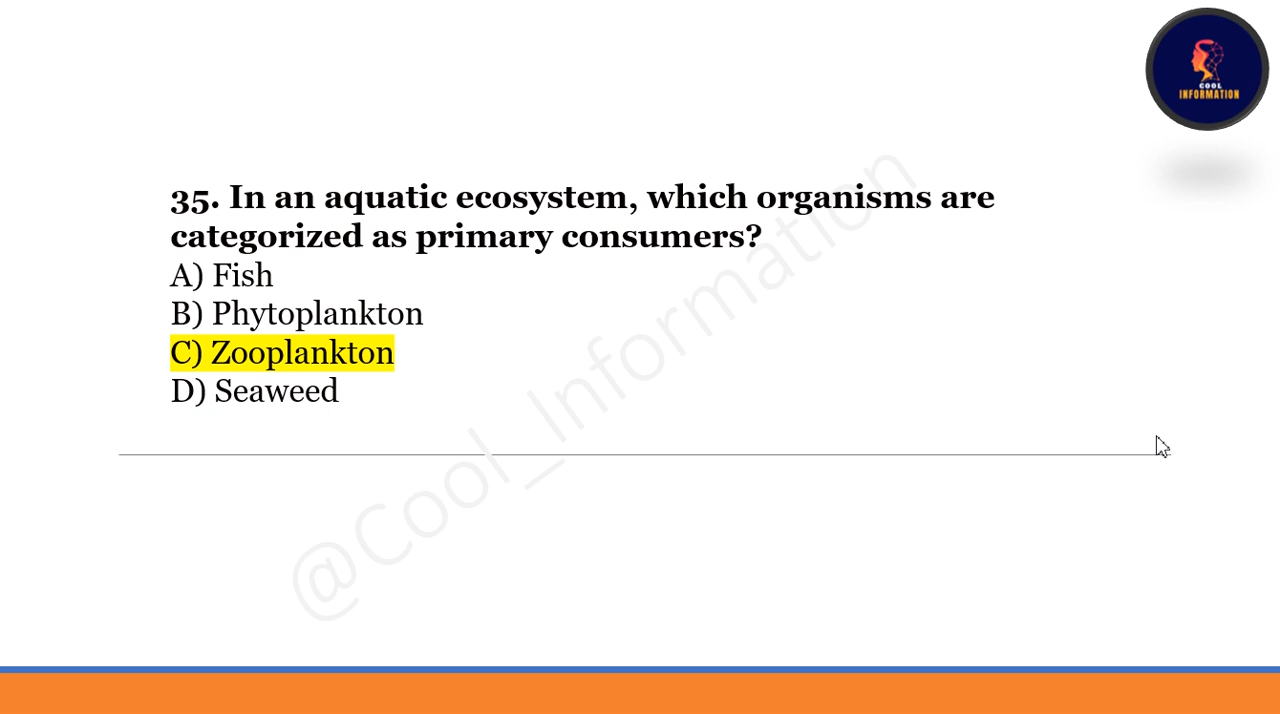 COOL
INFORMATION
35. In an aquatic ecosystem, which organisms are
categorized as primary consumers?
A) Fish
B) Phytoplankton
C) Zooplankton
D) Seaweed
@Cool_Information